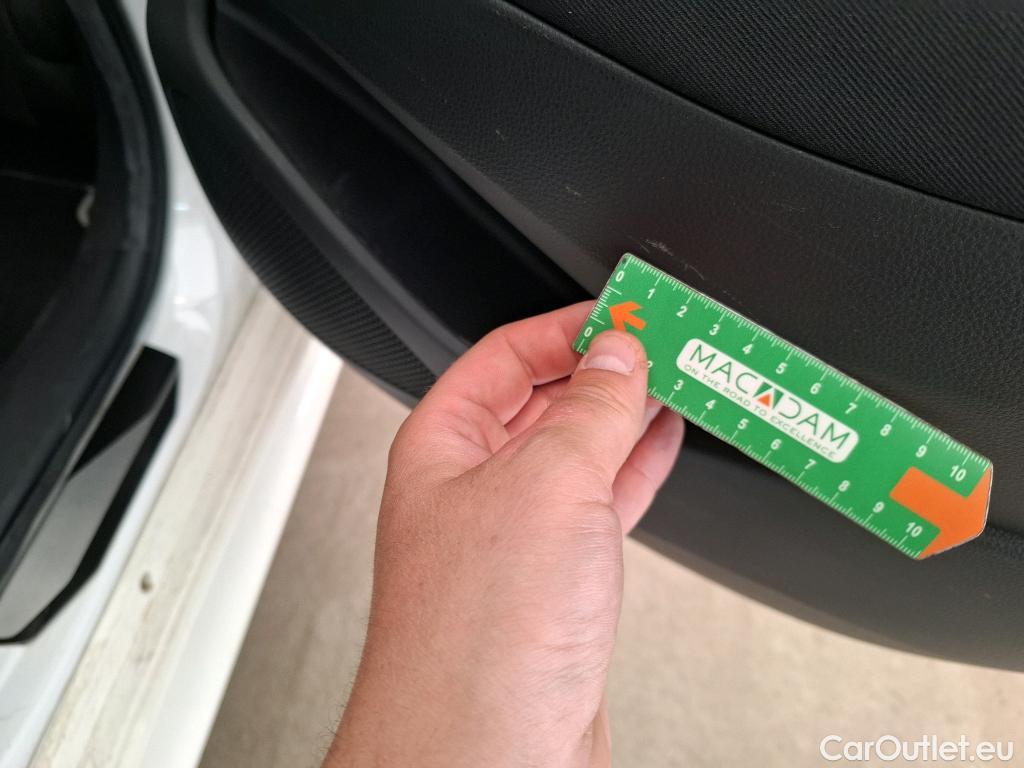 0 1 2 3 4 5 6 7 8 9 10
MACADAM
ON THE ROAD TO EXCELLENCE
0 2 3 4 5 6 7 8 9 10
CarOutlet.eu